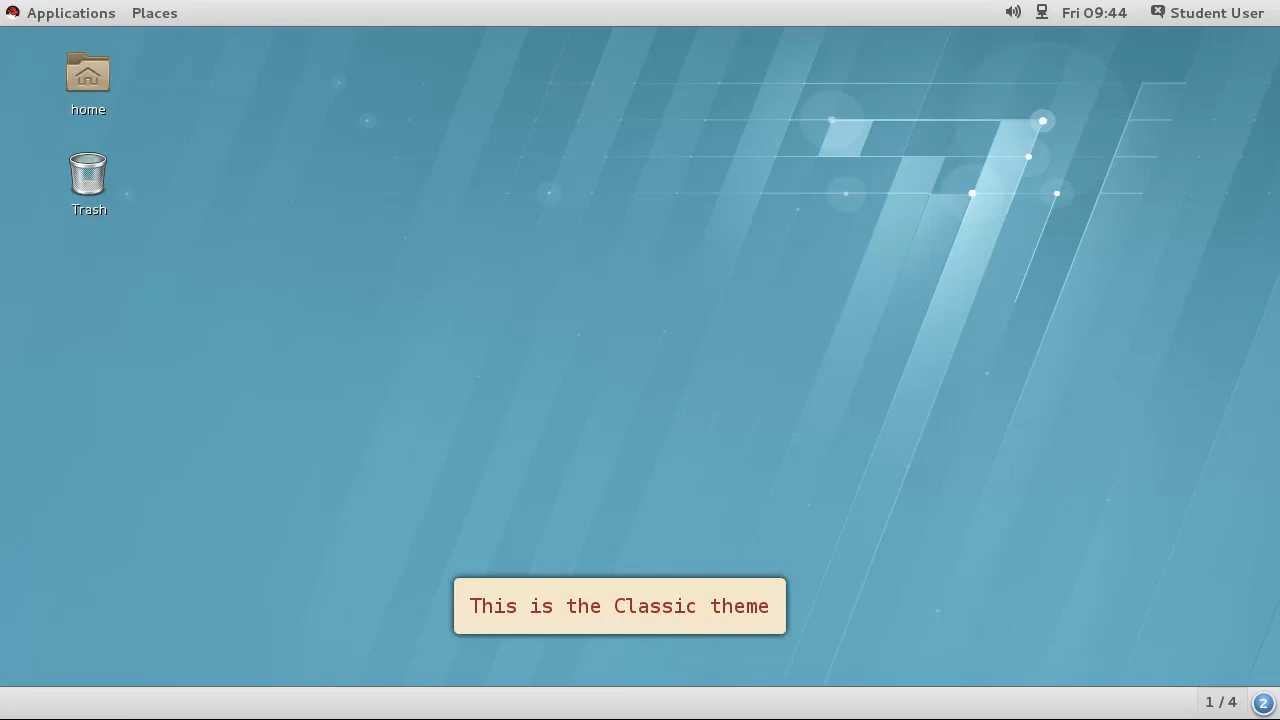 Applications Places Fri 09:44 Student User
home
Trash
This is the Classic theme
1 / 4 2